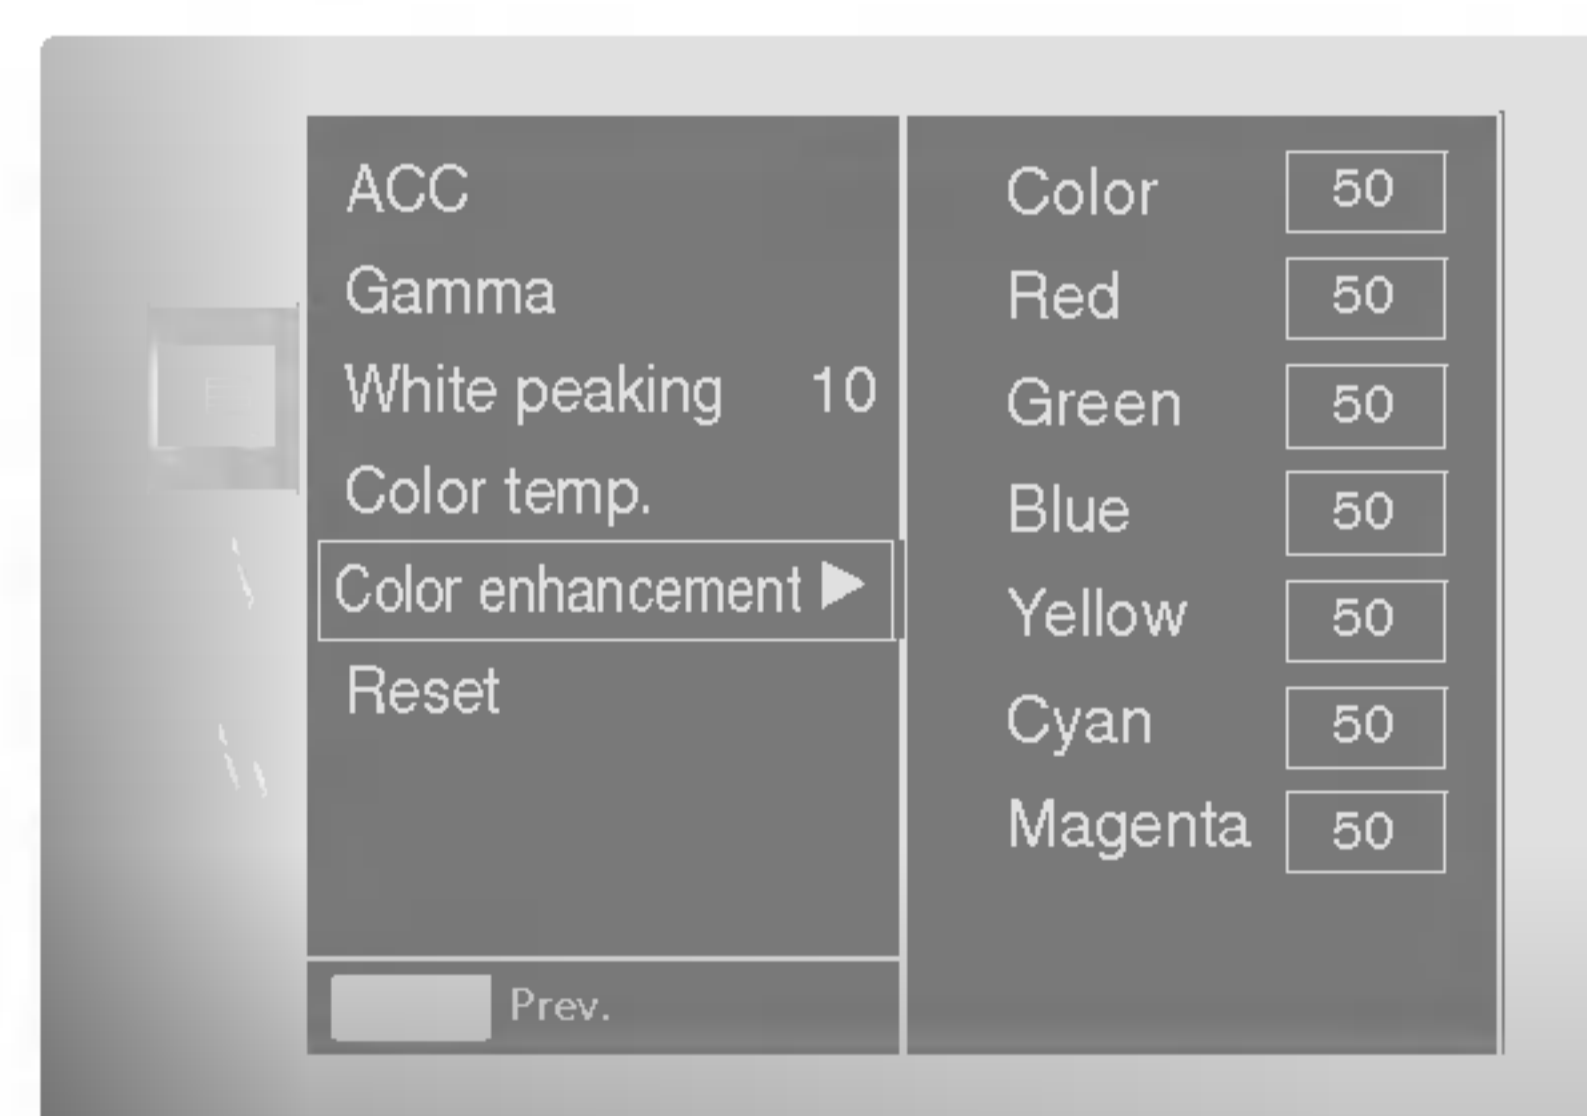 ACC
Gamma
White peaking 10
Color temp.
Color enhancement ▶
Reset
Prev.
Color 50
Red 50
Green 50
Blue 50
Yellow 50
Cyan 50
Magenta 50